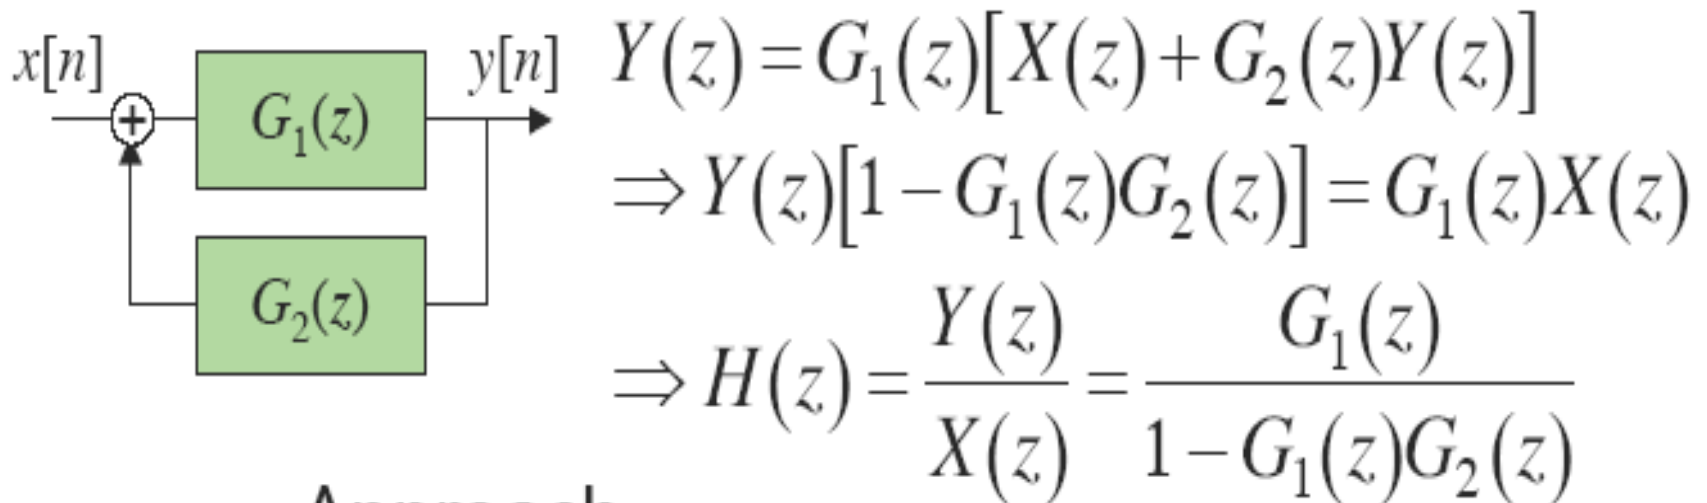 x[n]
y[n]
+
G₁(z)
G₂(z)
Y(z)=G₁(z)[X(z)+G₂(z)Y(z)]
⇒Y(z)[1−G₁(z)G₂(z)]=G₁(z)X(z)
⇒H(z)=Y(z)/X(z)=G₁(z)/1−G₁(z)G₂(z)